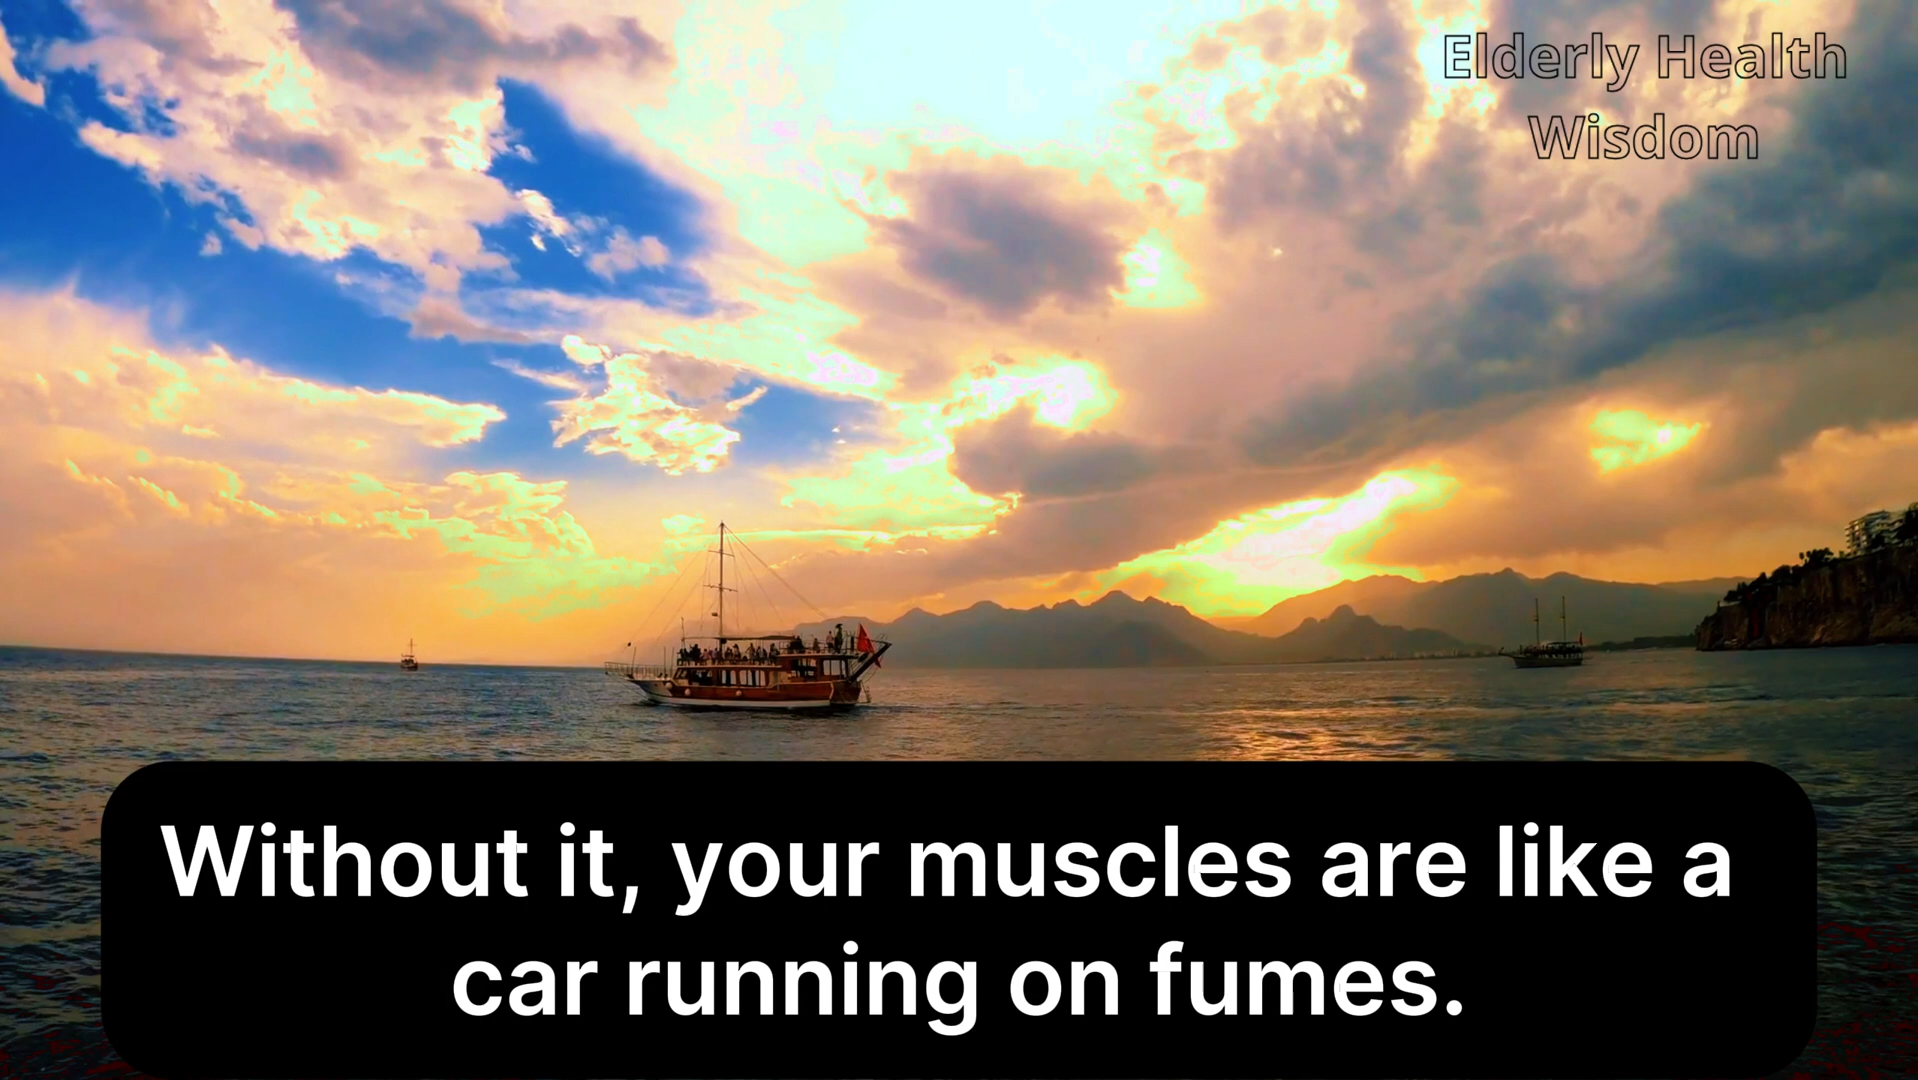 Elderly Health
Wisdom
Without it, your muscles are like a
car running on fumes.